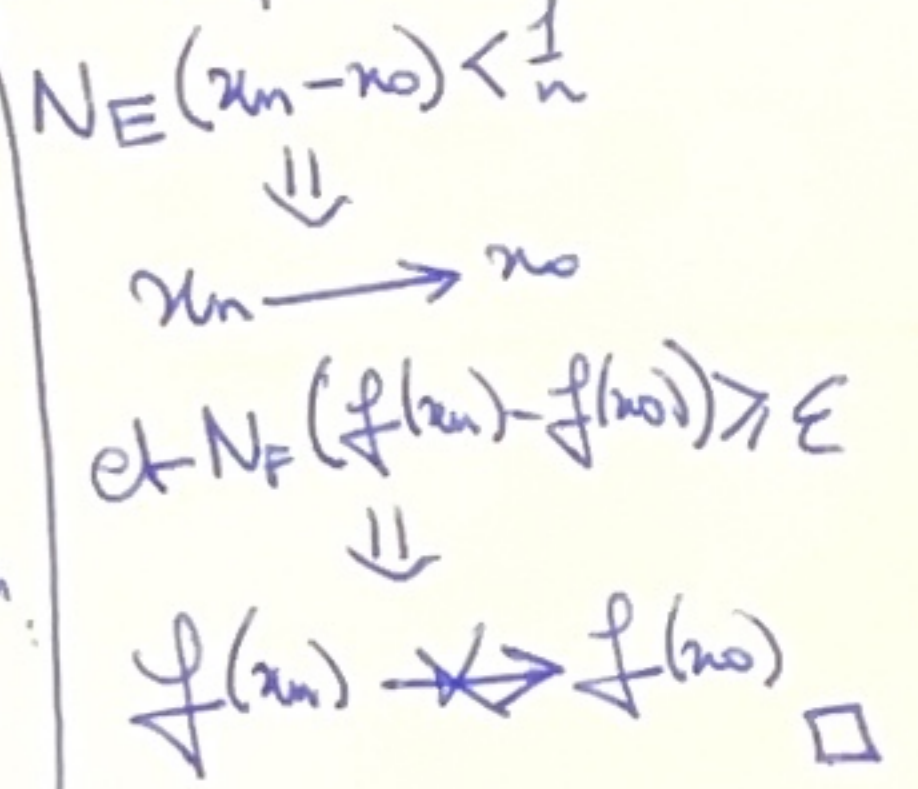 N_E(x_n − x_0) < 1/n
⇓
x_n ⟶ x_0
et N_F(f(x_n) − f(x_0)) ⩾ ε
⇓
f(x_n) ↛ f(x_0) □